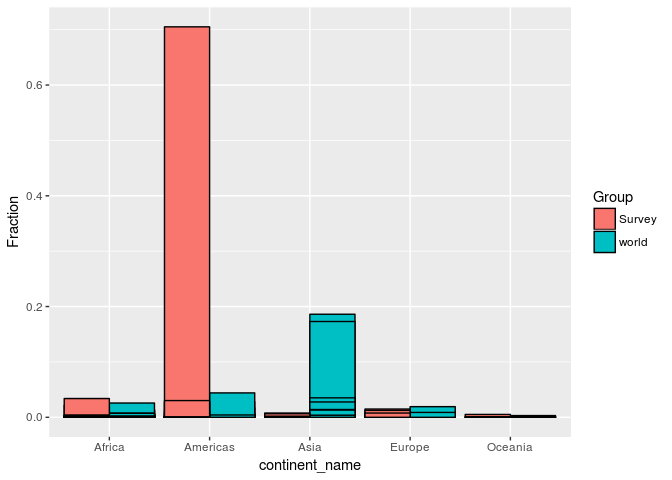 0.6
0.4
0.2
0.0
Fraction
Africa Americas Asia Europe Oceania
continent_name
Group
Survey
world